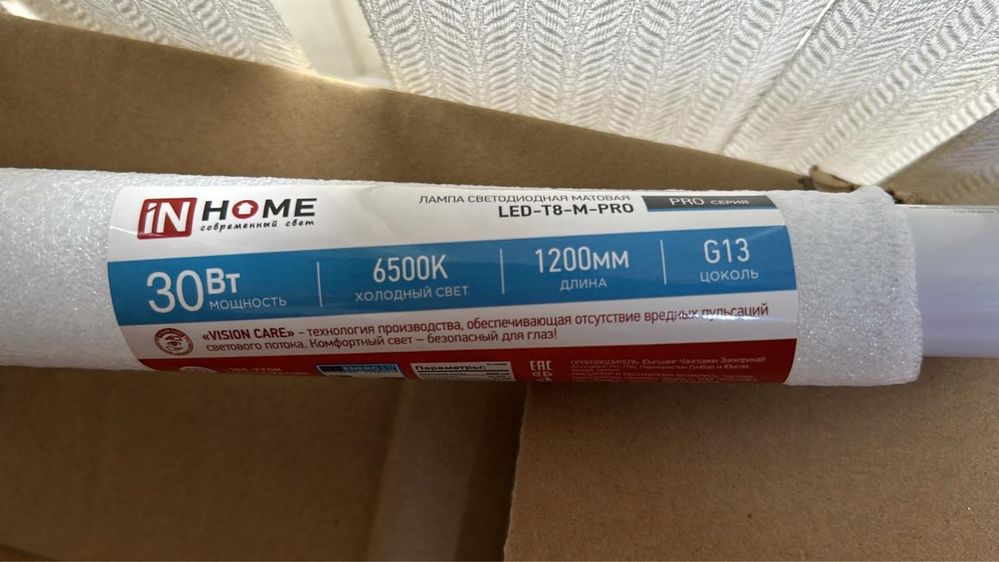 iN HOME
современный свет
ЛАМПА СВЕТОДИОДНАЯ МАТОВАЯ
LED-T8-M-PRO
PRO СЕРИЯ
30Вт
МОЩНОСТЬ
6500K
ХОЛОДНЫЙ СВЕТ
1200мм
ДЛИНА
G13
ЦОКОЛЬ
«VISION CARE» - технология производства, обеспечивающая отсутствие вредных пульсаций
светового потока. Комфортный свет – безопасный для глаз!
ENERG
Параметры:
EAC
ПРОИЗВОДИТЕЛЬ